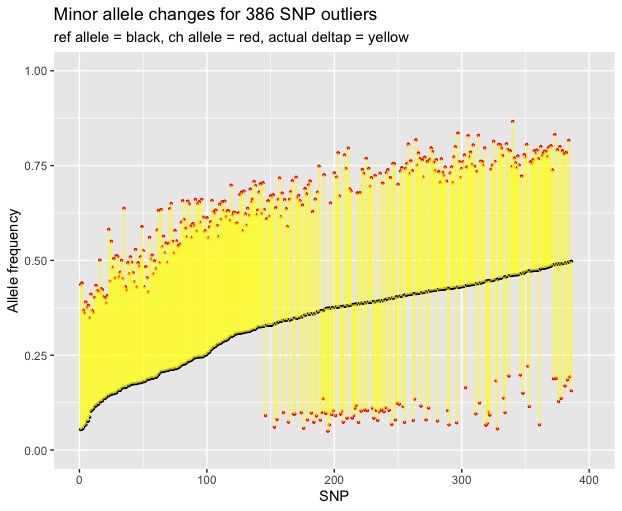 Minor allele changes for 386 SNP outliers
ref allele = black, ch allele = red, actual deltap = yellow
1.00
0.75
0.50
0.25
0.00
Allele frequency
0 100 200 300 400
SNP